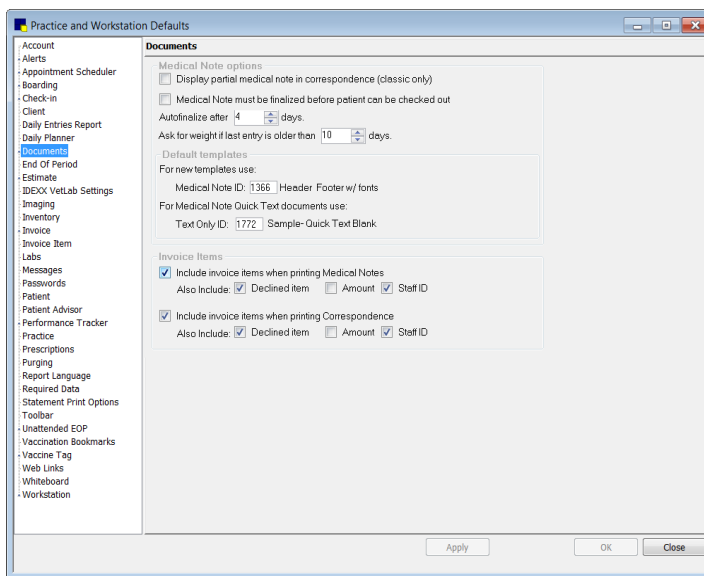 Practice and Workstation Defaults
Account
Alerts
Appointment Scheduler
Boarding
Check-in
Client
Daily Entries Report
Daily Planner
Documents
End Of Period
Estimate
IDEXX VetLab Settings
Imaging
Inventory
Invoice
Invoice Item
Labs
Messages
Passwords
Patient
Patient Advisor
Performance Tracker
Practice
Prescriptions
Purging
Report Language
Required Data
Statement Print Options
Toolbar
Unattended EOP
Vaccination Bookmarks
Vaccine Tag
Web Links
Whiteboard
Workstation
Documents
Medical Note options
Display partial medical note in correspondence (classic only)
Medical Note must be finalized before patient can be checked out
Autofinalize after 4 days.
Ask for weight if last entry is older than 10 days.
Default templates
For new templates use:
Medical Note ID: 1366 Header Footer w/ fonts
For Medical Note Quick Text documents use:
Text Only ID: 1772 Sample- Quick Text Blank
Invoice Items
Include invoice items when printing Medical Notes
Also Include: Declined item Amount Staff ID
Include invoice items when printing Correspondence
Also Include: Declined item Amount Staff ID
Apply OK Close